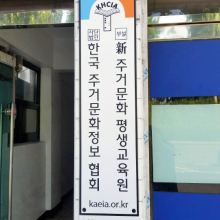 KHCIA
사단법인 한국 주거문화정보 협회
부설 新 주거문화 평생교육원
kaeia.or.kr